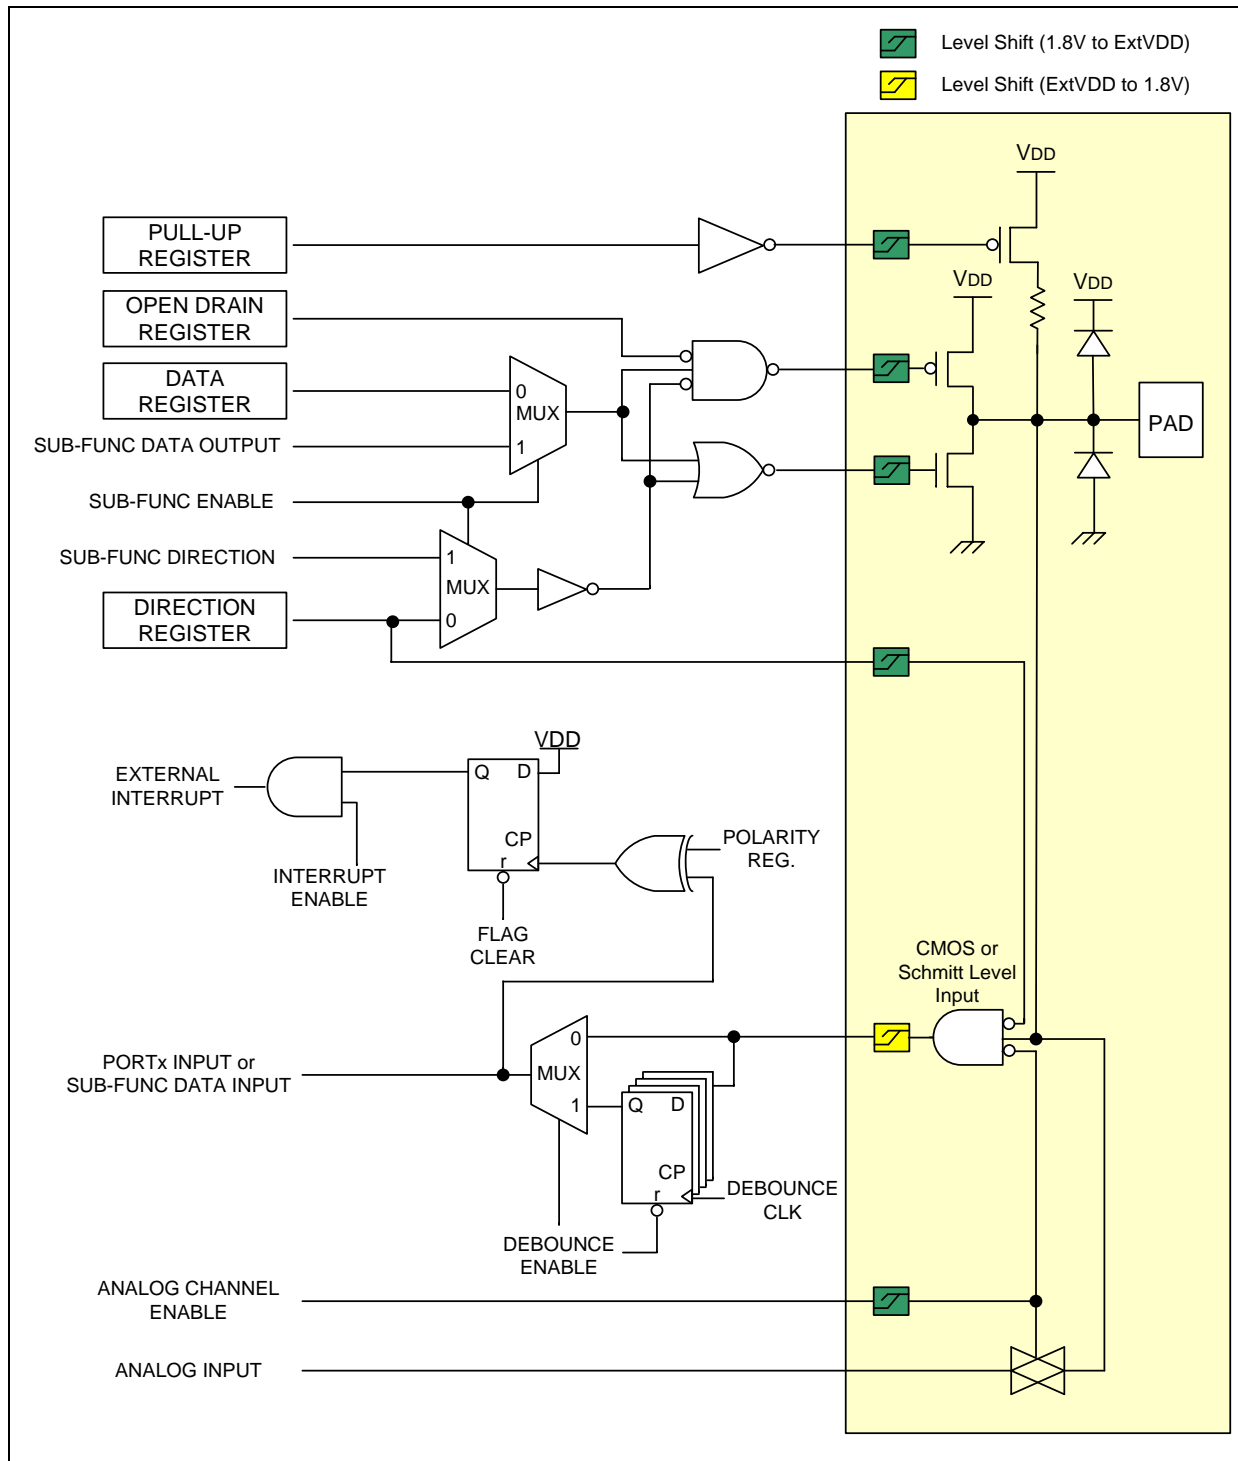 Level Shift (1.8V to ExtVDD)
Level Shift (ExtVDD to 1.8V)
VDD
PULL-UP
REGISTER
VDD
VDD
OPEN DRAIN
REGISTER
DATA
REGISTER
0
MUX
1
PAD
SUB-FUNC DATA OUTPUT
SUB-FUNC ENABLE
SUB-FUNC DIRECTION
1
MUX
0
DIRECTION
REGISTER
VDD
EXTERNAL
INTERRUPT
Q D
CP
r
POLARITY
REG.
INTERRUPT
ENABLE
FLAG
CLEAR
CMOS or
Schmitt Level
Input
PORTx INPUT or
SUB-FUNC DATA INPUT
0
MUX
1
Q D
CP
r
DEBOUNCE
CLK
DEBOUNCE
ENABLE
ANALOG CHANNEL
ENABLE
ANALOG INPUT